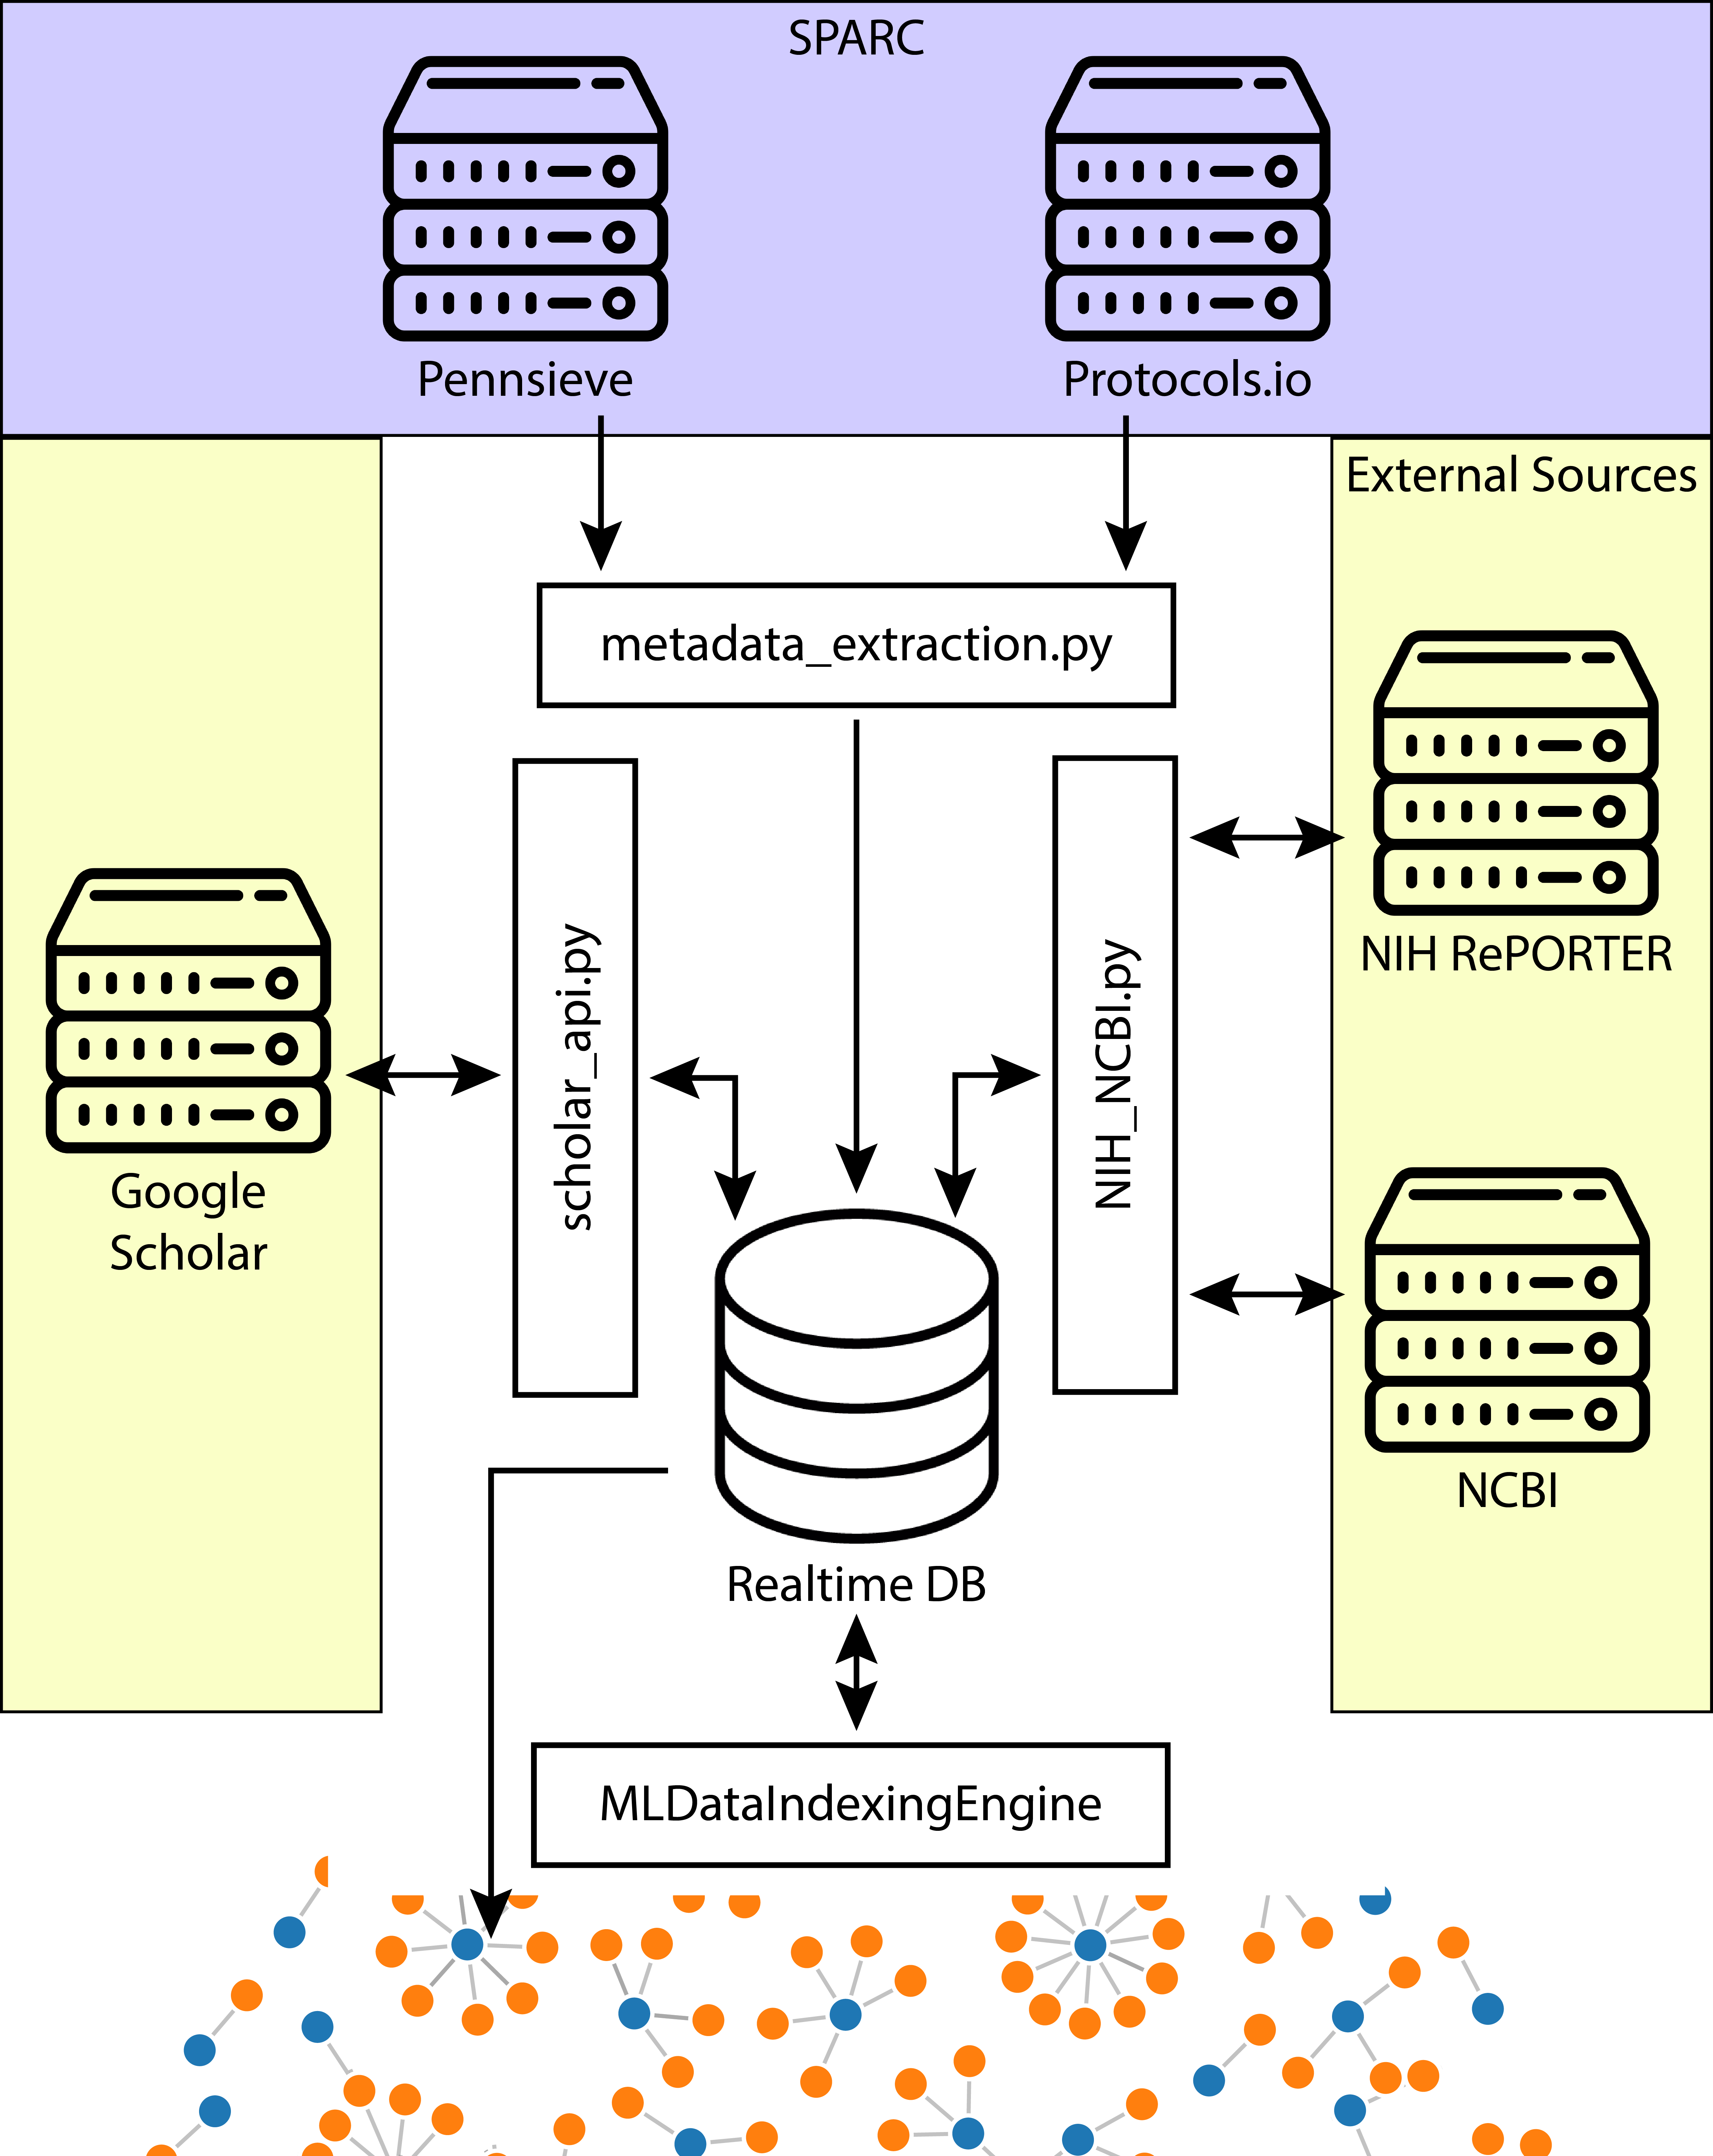 SPARC
Pennsieve
Protocols.io
External Sources
metadata_extraction.py
scholar_api.py
NIH_NCBI.py
NIH RePORTER
Google
Scholar
NCBI
Realtime DB
MLDataIndexingEngine